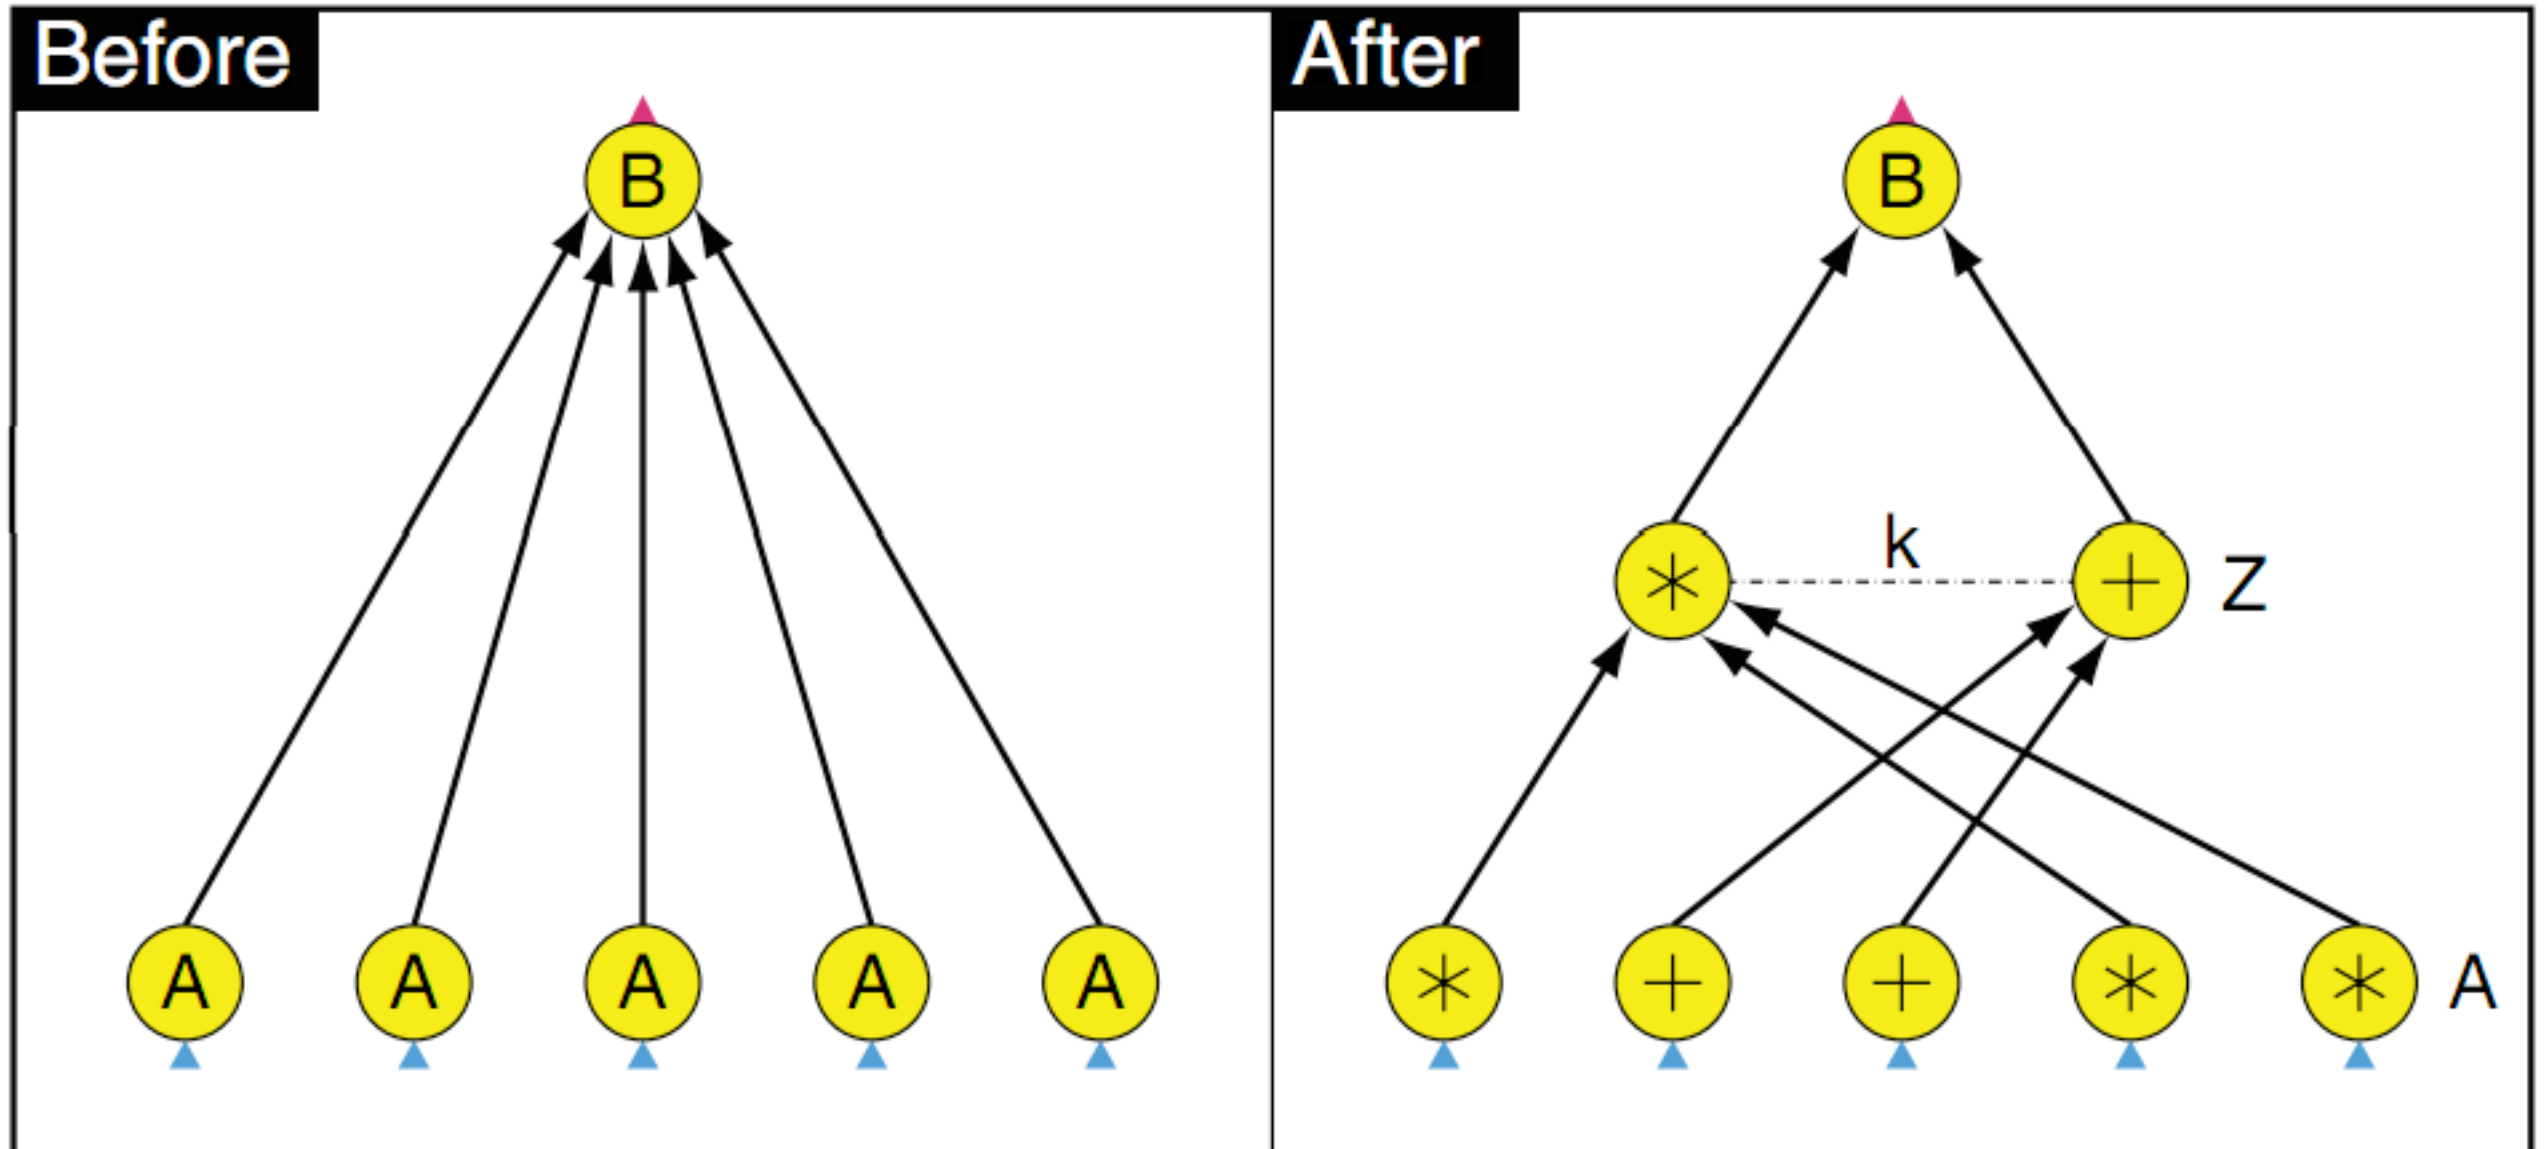 Before
After
B
B
k
* + Z
A A A A A
* + + * * A